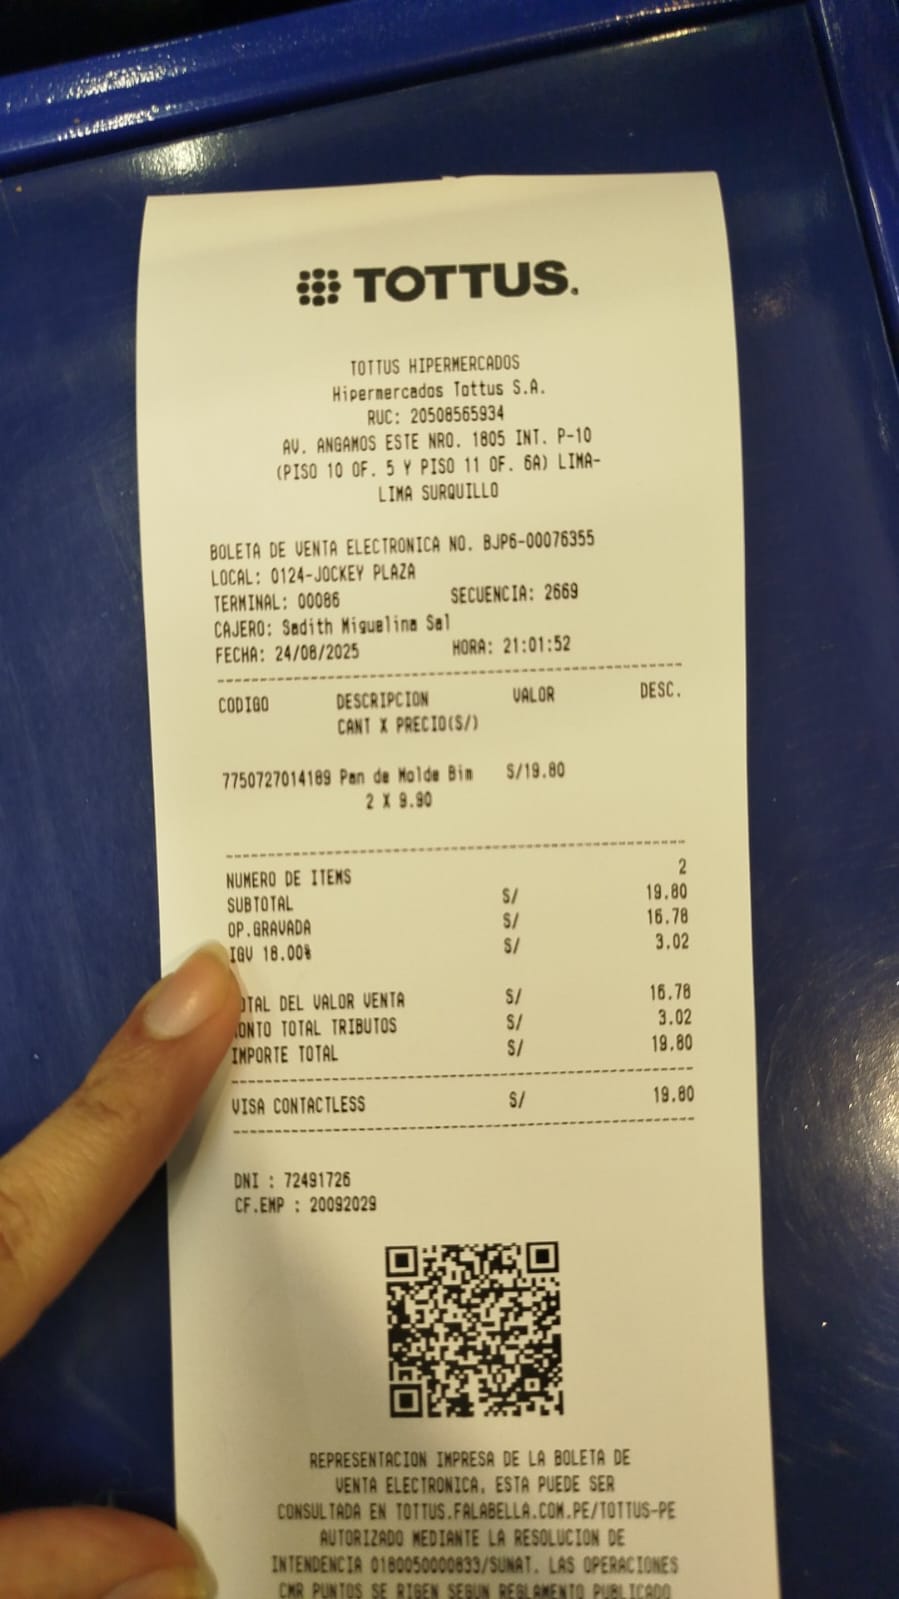 TOTTUS.
TOTTUS HIPERMERCADOS
Hipermercados Tottus S.A.
RUC: 20508565934
AV. ANGAMOS ESTE NRO. 1805 INT. P-10
(PISO 10 OF. 5 Y PISO 11 OF. 6A) LIMA-
LIMA SURQUILLO
BOLETA DE VENTA ELECTRONICA NO. BJP6-00076355
LOCAL: 0124-JOCKEY PLAZA
TERMINAL: 00086 SECUENCIA: 2669
CAJERO: Sadith Miguelina Sal
FECHA: 24/08/2025 HORA: 21:01:52
CODIGO DESCRIPCION VALOR DESC.
CANT X PRECIO(S/)
7750727014189 Pan de Molde Bim S/19.80
2 X 9.90
NUMERO DE ITEMS 2
SUBTOTAL S/ 19.80
OP.GRAVADA S/ 16.78
IGV 18.00% S/ 3.02
OTAL DEL VALOR VENTA S/ 16.78
ONTO TOTAL TRIBUTOS S/ 3.02
IMPORTE TOTAL S/ 19.80
VISA CONTACTLESS S/ 19.80
DNI : 72491726
CF.EMP : 20092029
REPRESENTACION IMPRESA DE LA BOLETA DE
VENTA ELECTRONICA. ESTA PUEDE SER
CONSULTADA EN TOTTUS.FALABELLA.COM.PE/TOTTUS-PE
AUTORIZADO MEDIANTE LA RESOLUCION DE
INTENDENCIA 0180050000833/SUNAT. LAS OPERACIONES
CMR PUNTOS SE RIGEN SEGUN REGLAMENTO PUBLICADO